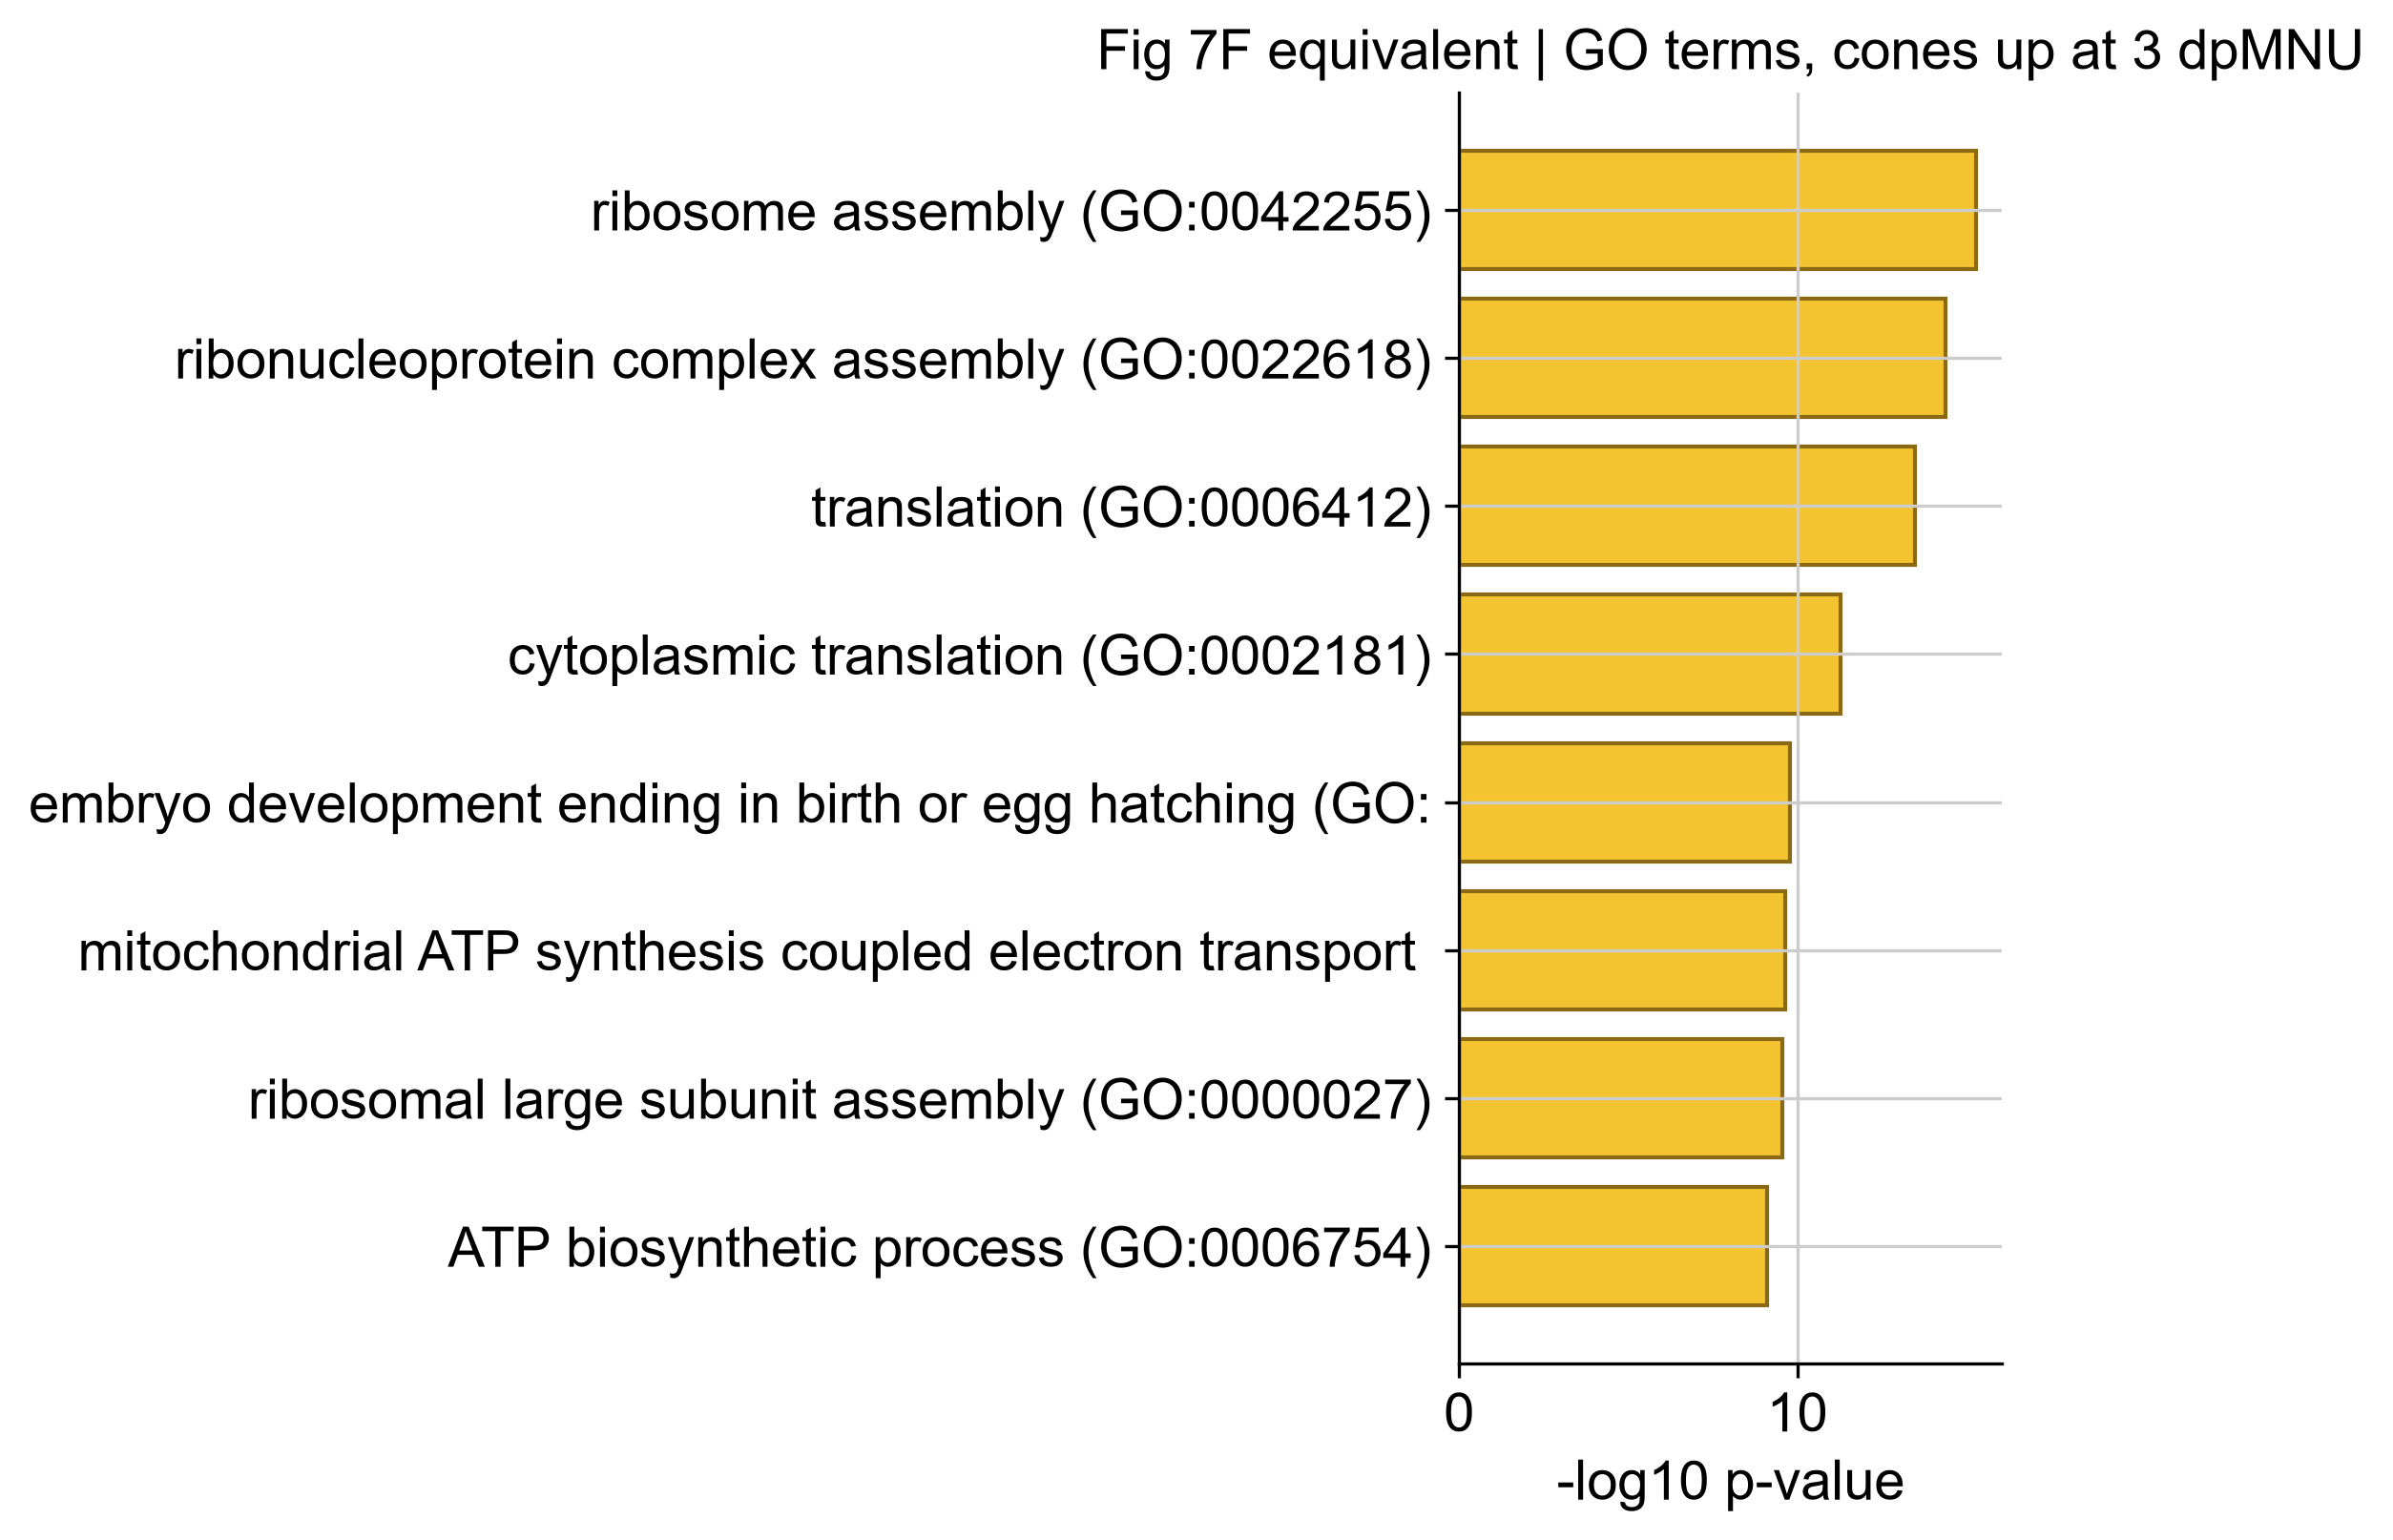 Fig 7F equivalent | GO terms, cones up at 3 dpMNU
ribosome assembly (GO:0042255)
ribonucleoprotein complex assembly (GO:0022618)
translation (GO:0006412)
cytoplasmic translation (GO:0002181)
embryo development ending in birth or egg hatching (GO:
mitochondrial ATP synthesis coupled electron transport
ribosomal large subunit assembly (GO:0000027)
ATP biosynthetic process (GO:0006754)
0 10
-log10 p-value